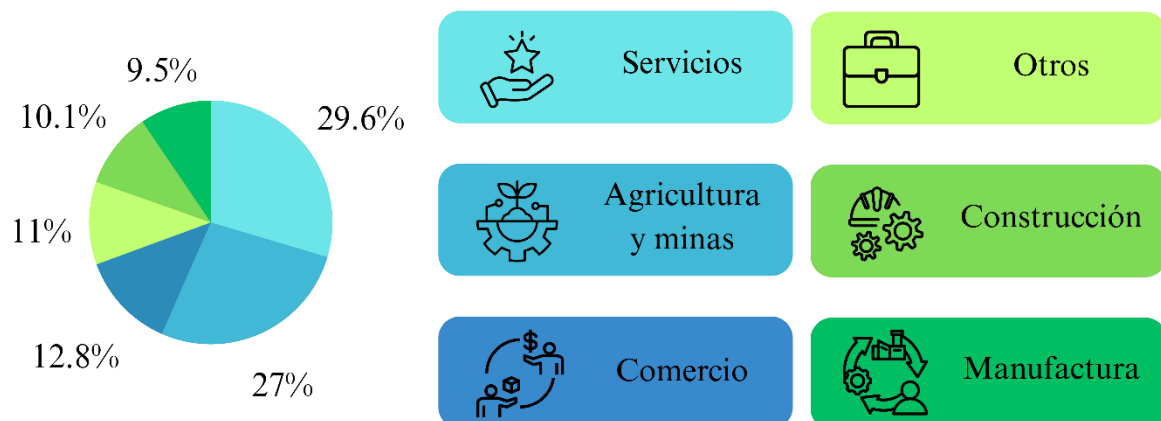 9.5%
10.1%
29.6%
11%
12.8%
27%
Servicios
Otros
Agricultura
y minas
Construcción
$
Comercio
Manufactura